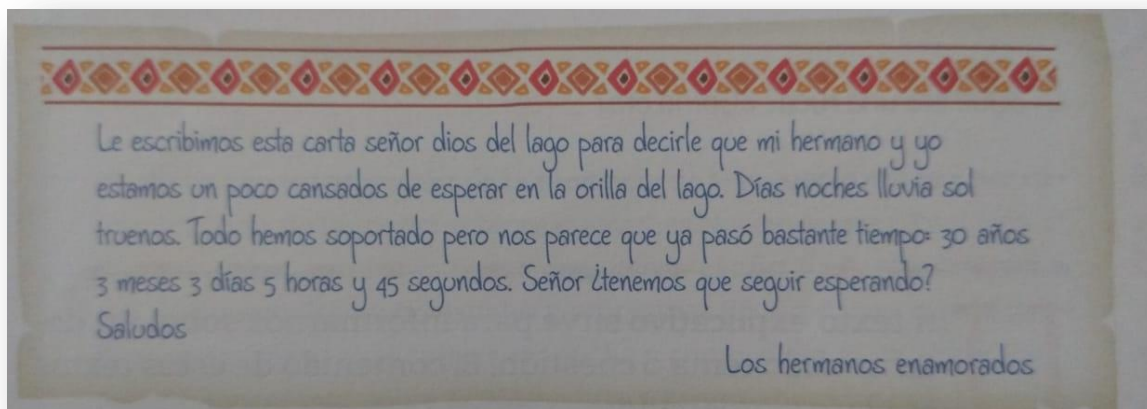 Le escribimos esta carta señor dios del lago para decirle que mi hermano y yo
estamos un poco cansados de esperar en la orilla del lago. Días noches lluvia sol
truenos. Todo hemos soportado pero nos parece que ya pasó bastante tiempo: 30 años
3 meses 3 días 5 horas y 45 segundos. Señor ¿tenemos que seguir esperando?
Saludos
Los hermanos enamorados